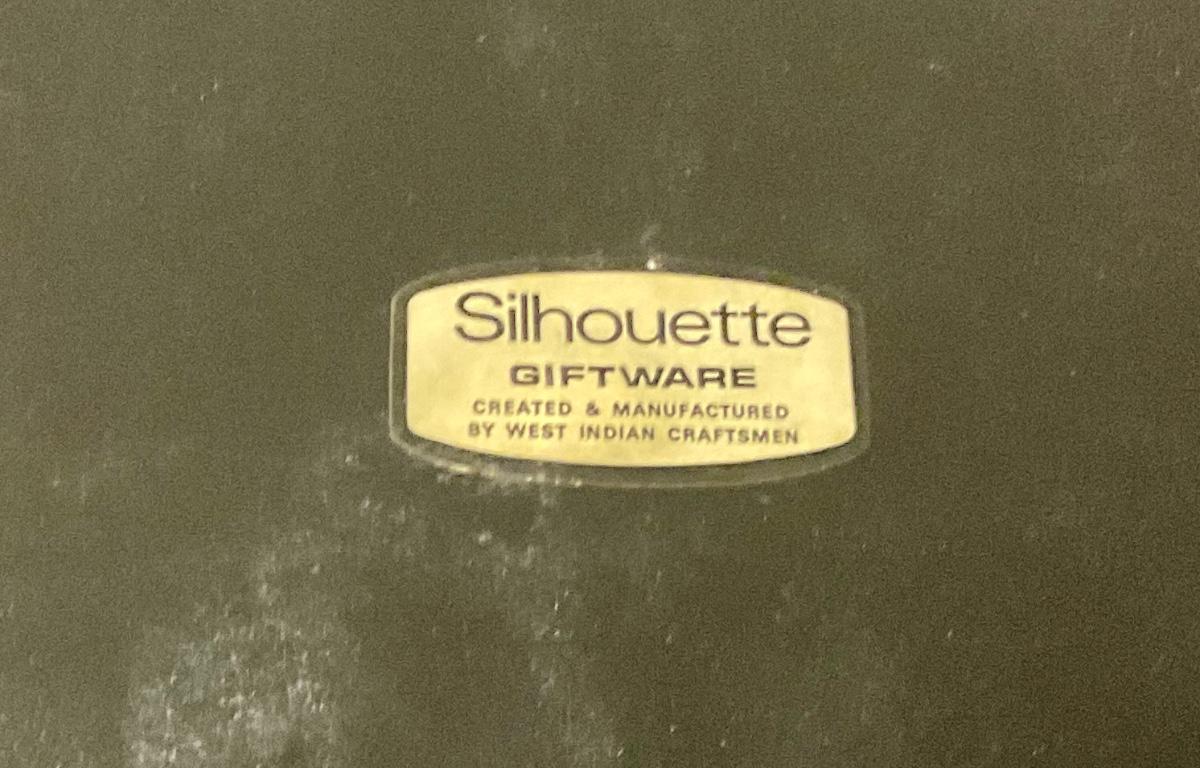 Silhouette
GIFTWARE
CREATED & MANUFACTURED
BY WEST INDIAN CRAFTSMEN